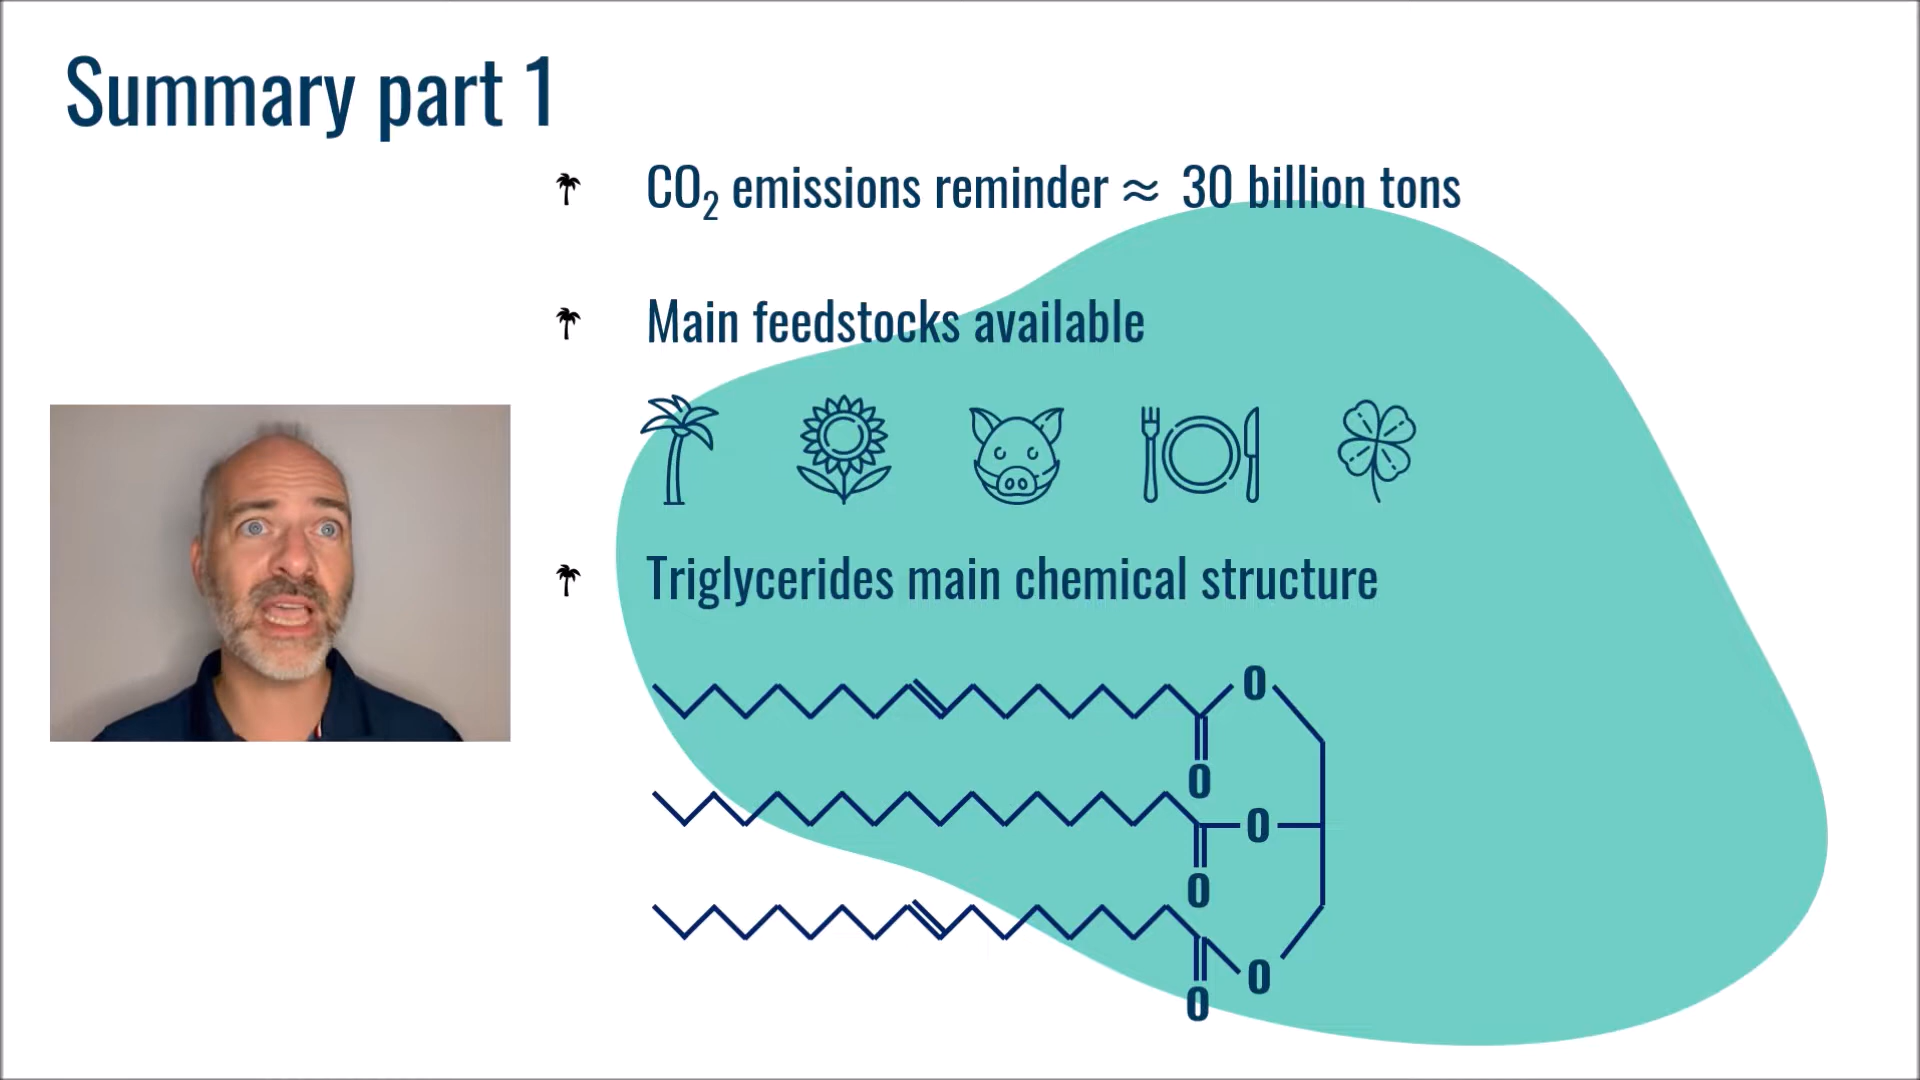 Summary part 1
CO₂ emissions reminder ≈ 30 billion tons
Main feedstocks available
Triglycerides main chemical structure
O
O
O
O
O
O